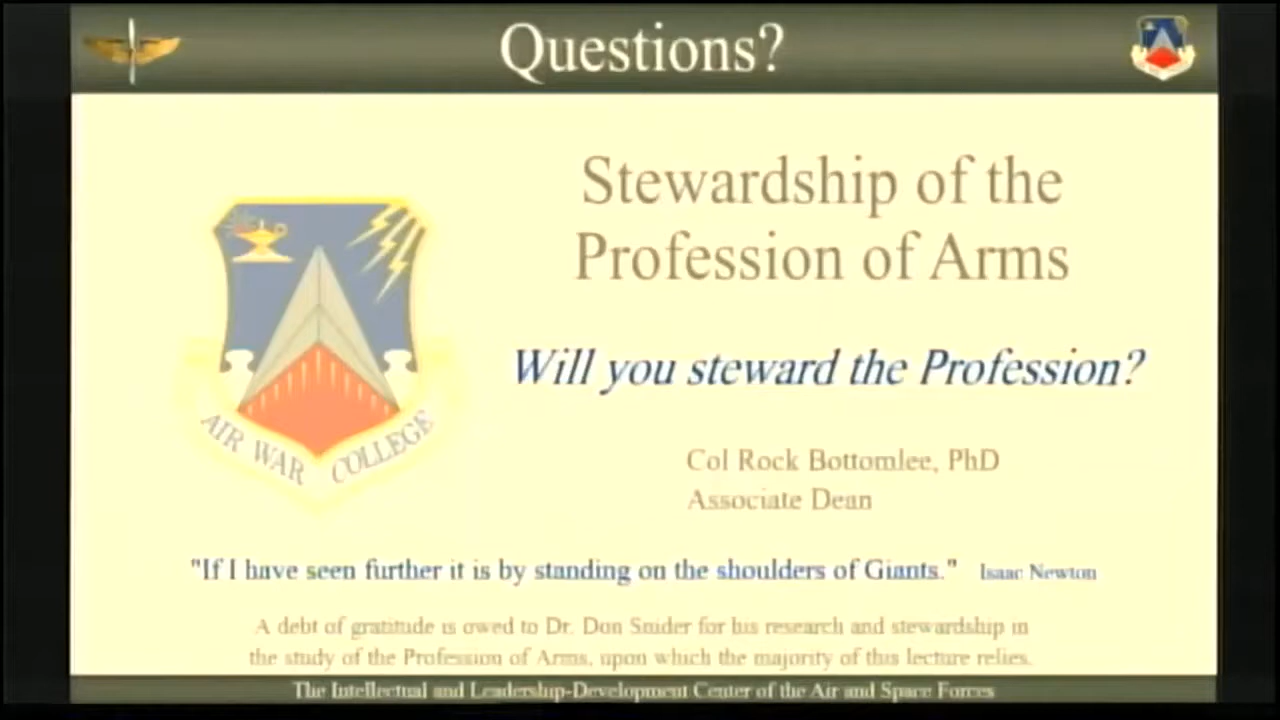 Questions?
Stewardship of the
Profession of Arms
Will you steward the Profession?
AIR WAR COLLEGE
Col Rock Bottomlee, PhD
Associate Dean
"If I have seen further it is by standing on the shoulders of Giants." Isaac Newton
A debt of gratitude is owed to Dr. Don Snider for his research and stewardship in
the study of the Profession of Arms, upon which the majority of this lecture relies.
The Intellectual and Leadership-Development Center of the Air and Space Forces